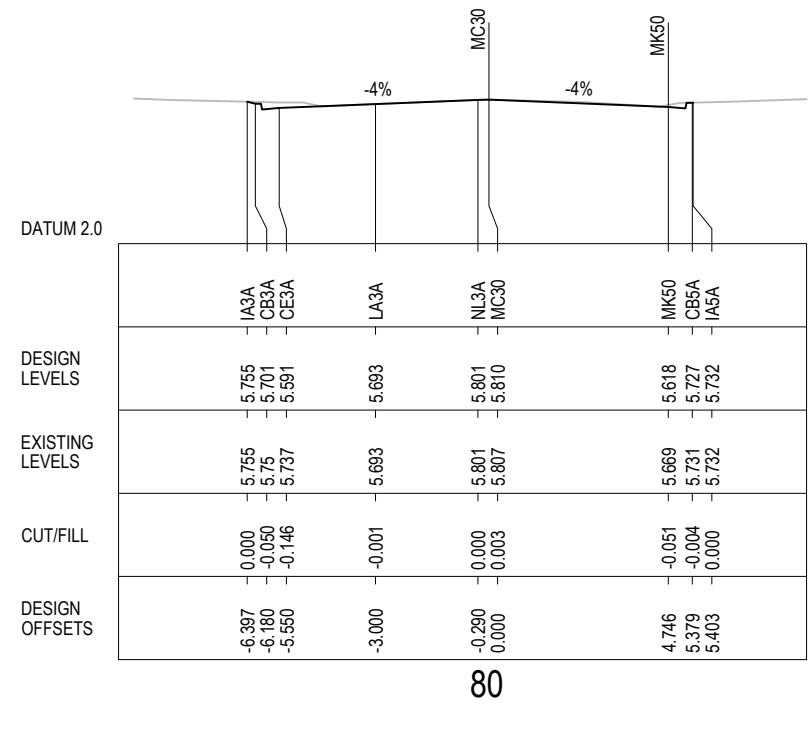 MC30 MK50
-4% -4%
DATUM 2.0
IA3A CB3A CE3A LA3A NL3A MC30 MK50 CB5A IA5A
DESIGN
LEVELS
5.755 5.701 5.591 5.693 5.801 5.810 5.618 5.727 5.732
EXISTING
LEVELS
5.755 5.75 5.737 5.693 5.801 5.807 5.669 5.731 5.732
CUT/FILL
0.000 -0.050 -0.146 -0.001 0.000 0.003 -0.051 -0.004 0.000
DESIGN
OFFSETS
-6.397 -6.180 -5.550 -3.000 -0.290 0.000 4.746 5.379 5.403
80